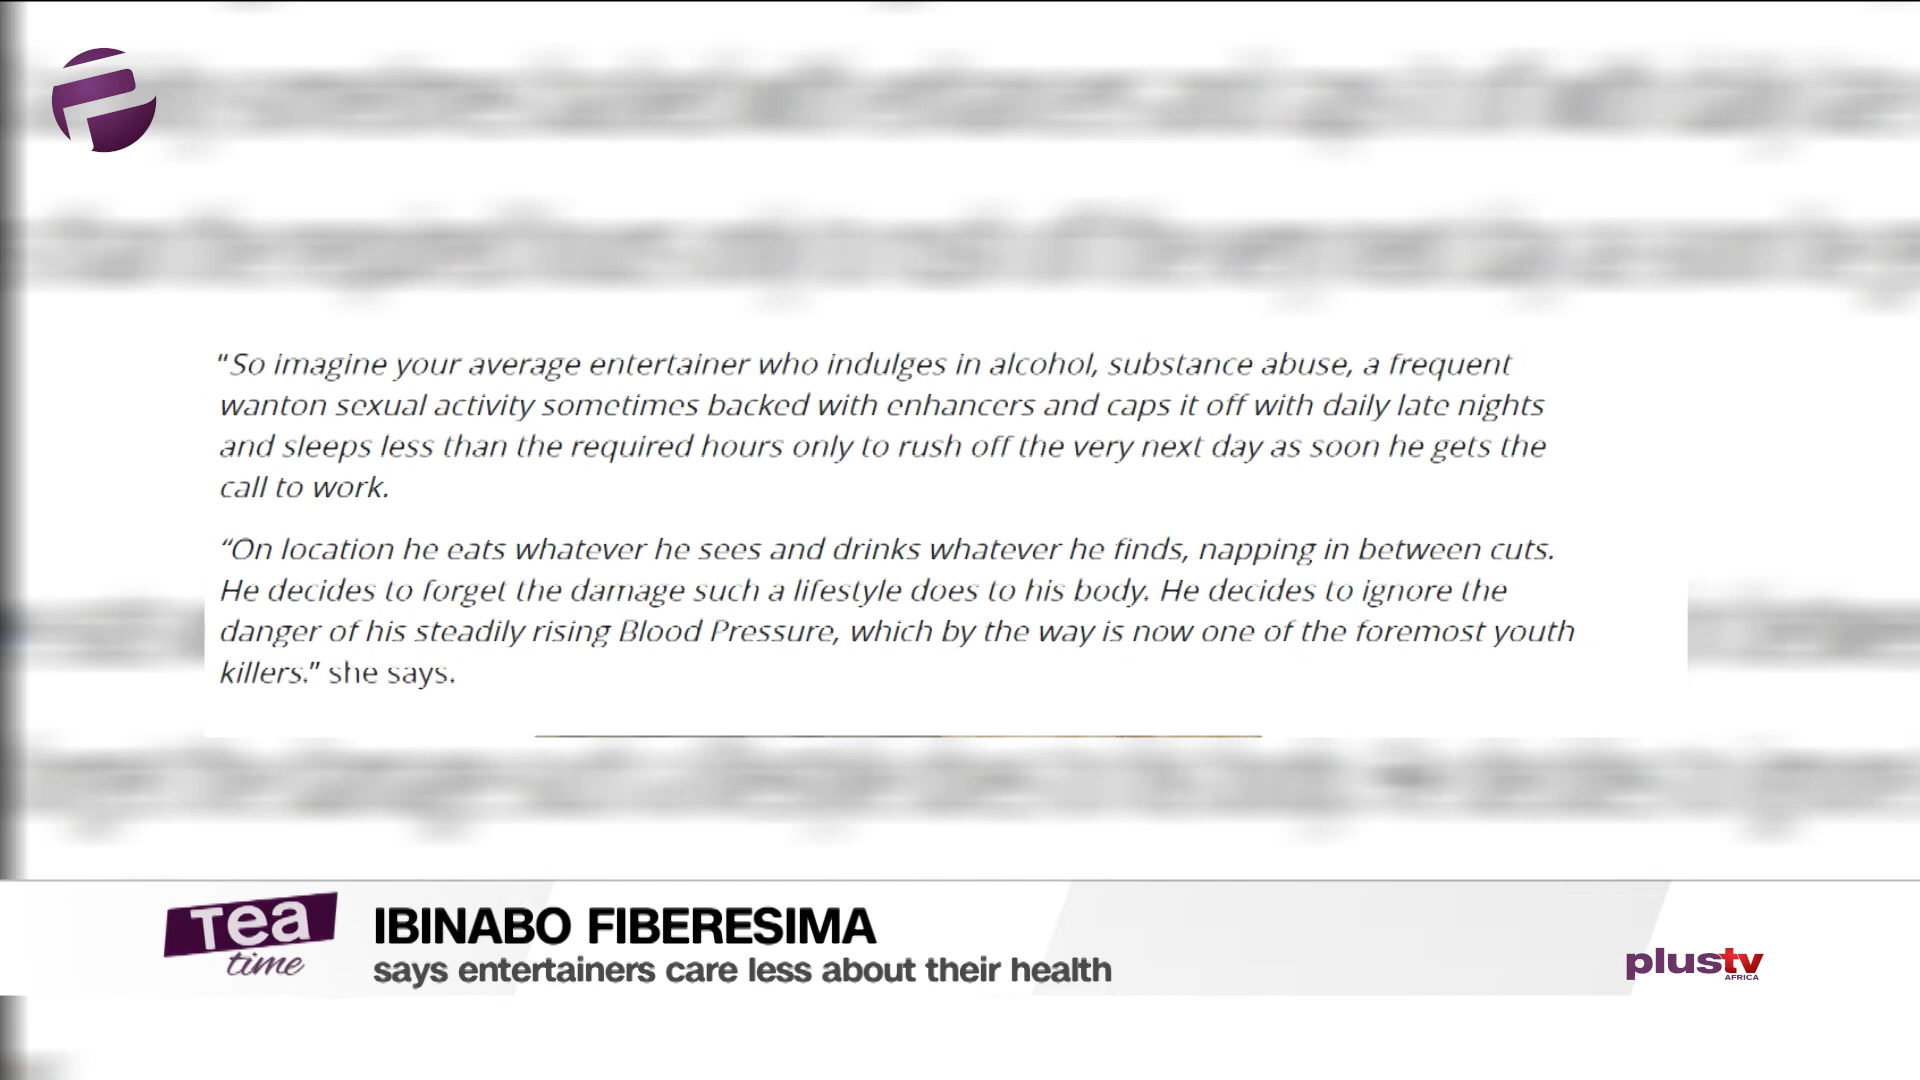 “So imagine your average entertainer who indulges in alcohol, substance abuse, a frequent
wanton sexual activity sometimes backed with enhancers and caps it off with daily late nights
and sleeps less than the required hours only to rush off the very next day as soon he gets the
call to work.
“On location he eats whatever he sees and drinks whatever he finds, napping in between cuts.
He decides to forget the damage such a lifestyle does to his body. He decides to ignore the
danger of his steadily rising Blood Pressure, which by the way is now one of the foremost youth
killers.” she says.
Tea
time
IBINABO FIBERESIMA
says entertainers care less about their health
plustv
AFRICA